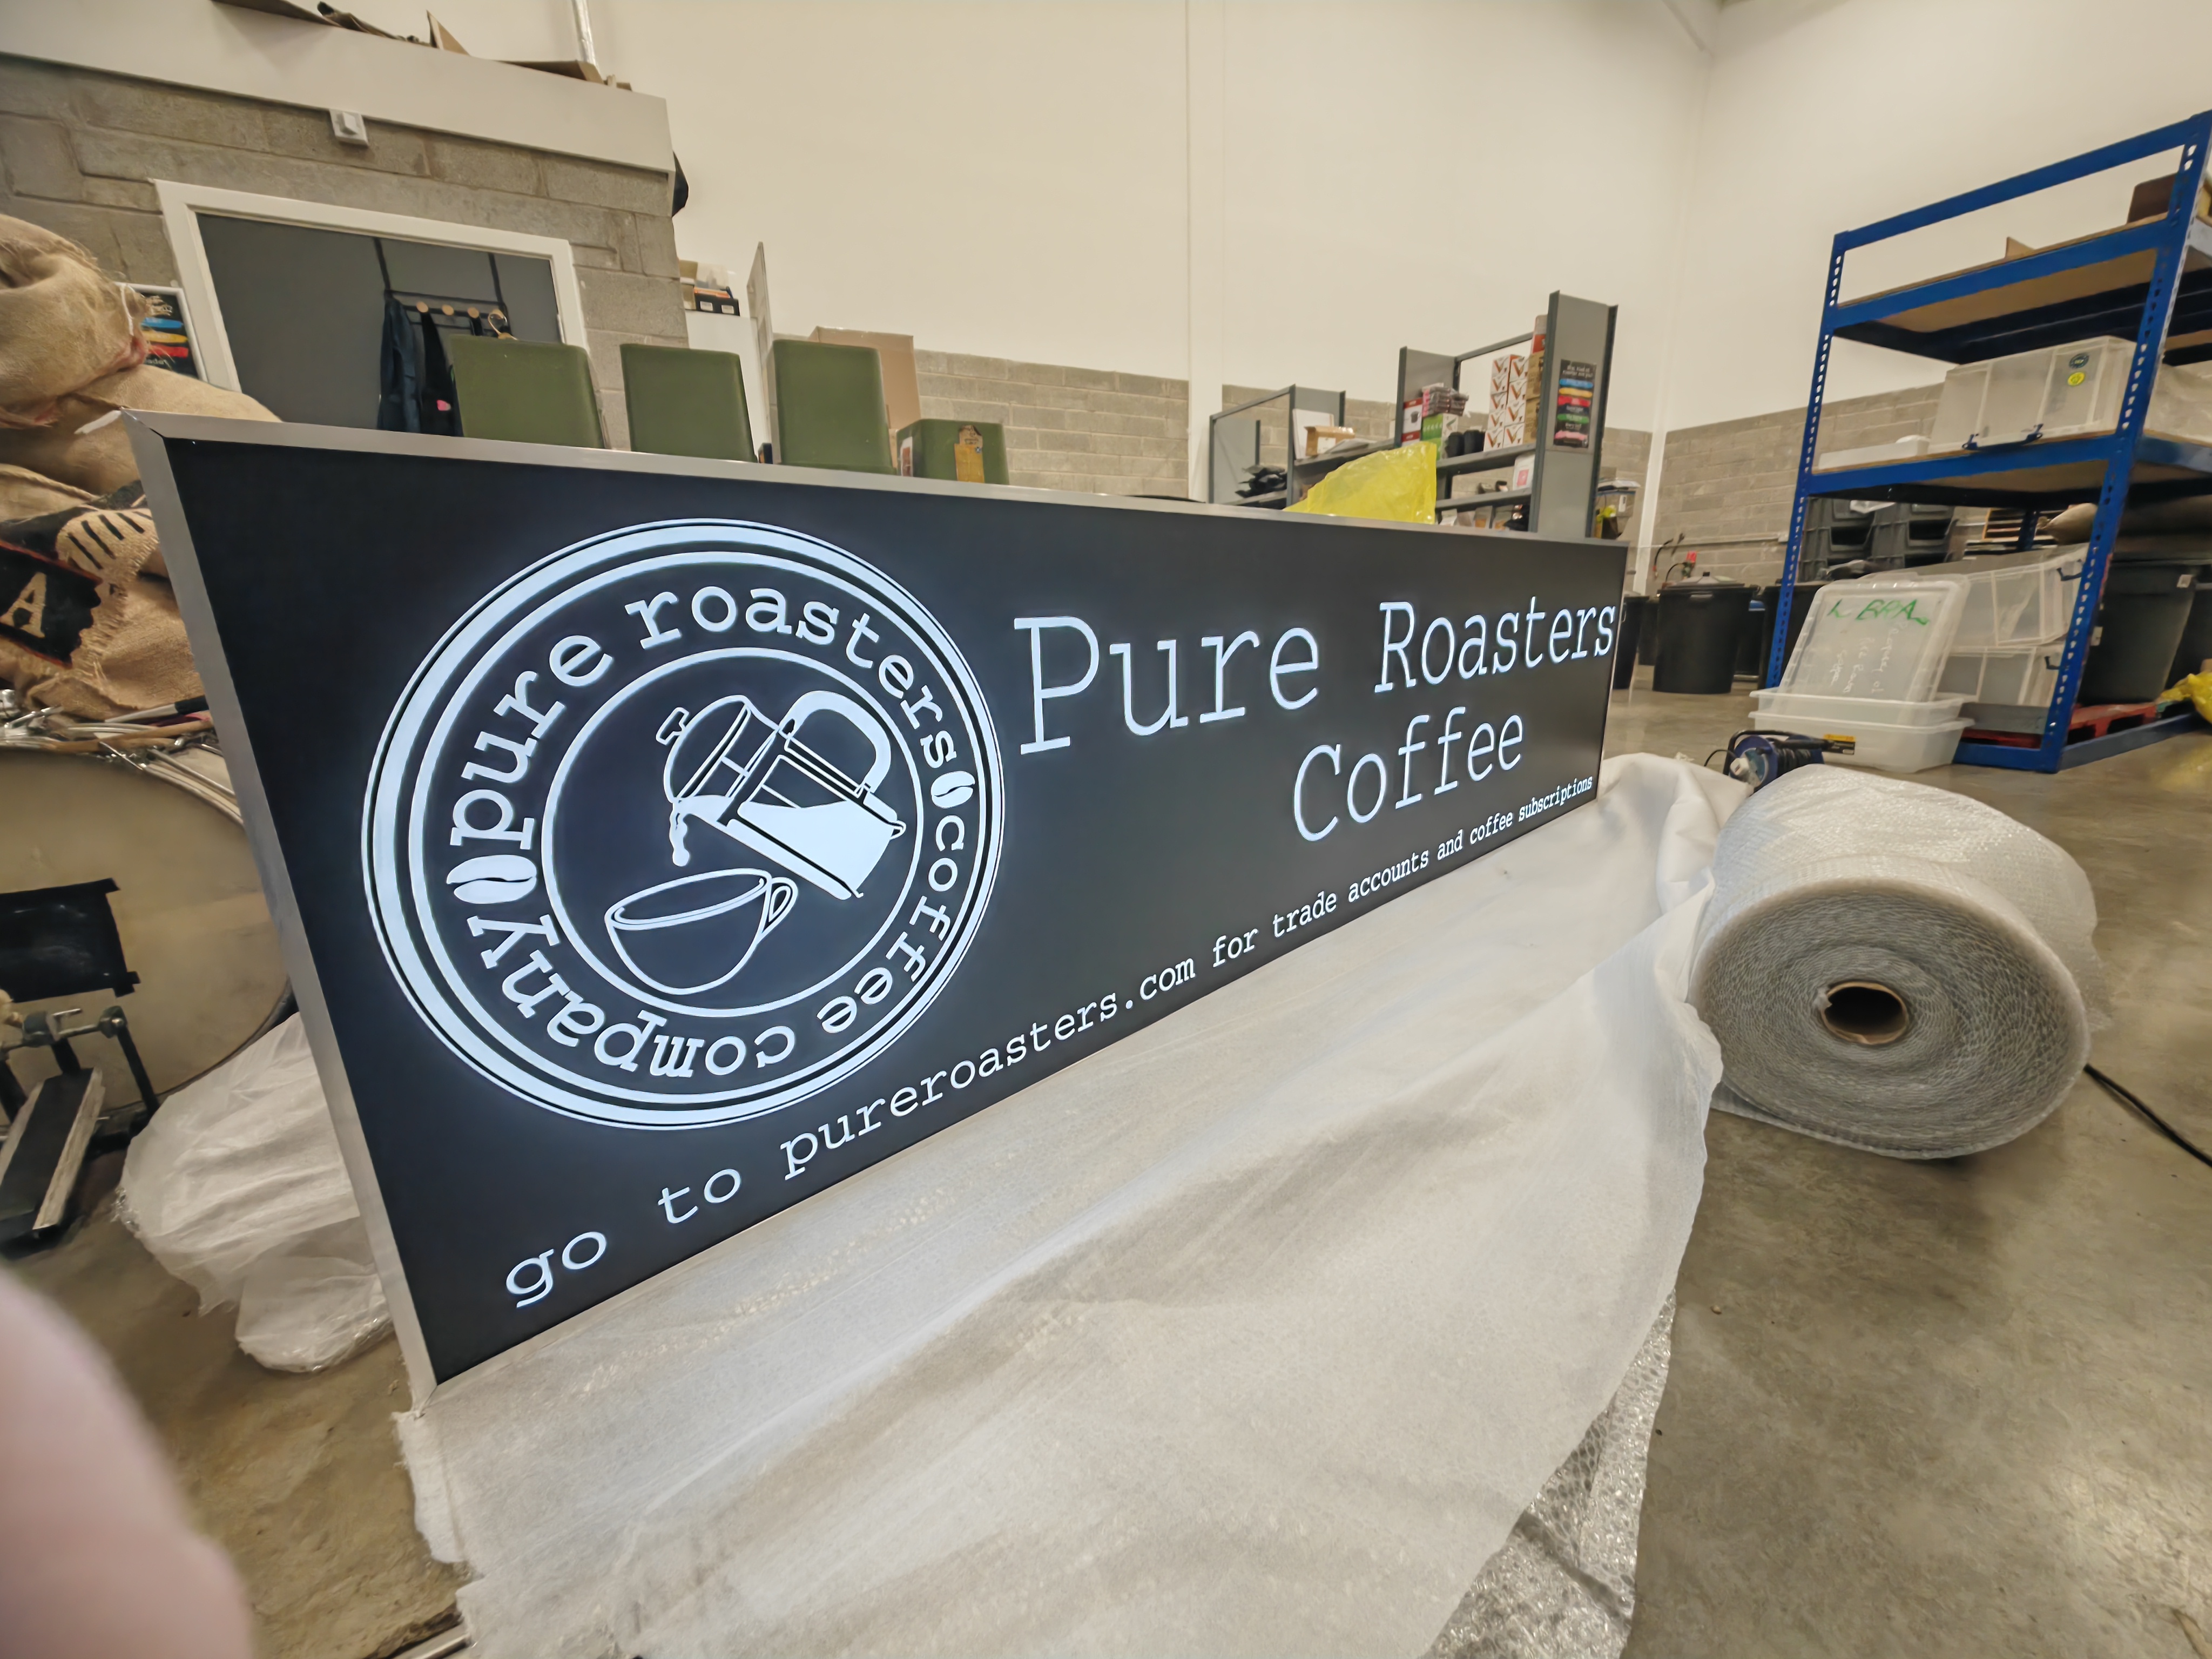 pure roasters coffee company
Pure Roasters
Coffee
go to pureroasters.com for trade accounts and coffee subscriptions
A